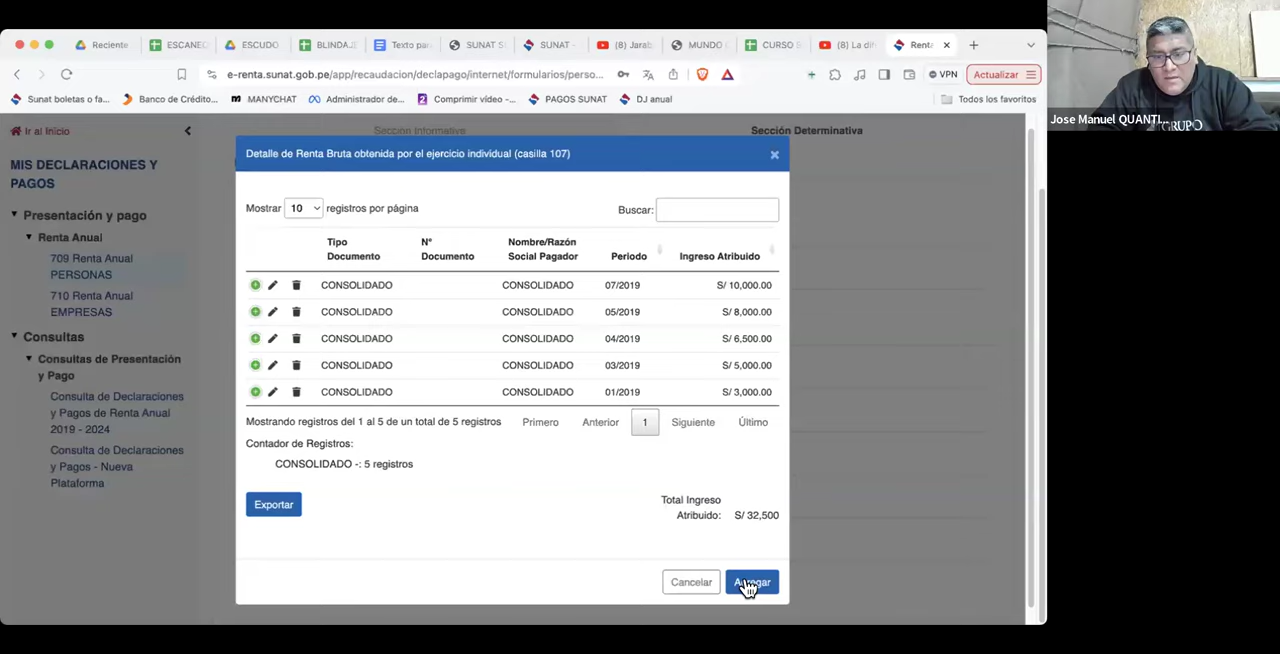 Reciente
ESCANEO
ESCUDO
BLINDAJE
Texto par
SUNAT S
SUNAT -
(8) Jarab
MUNDO
CURSO
(8) La di
Renta
e-renta.sunat.gob.pe/app/recaudacion/declapago/internet/formularios/perso...
VPN
Actualizar
Sunat boletas o fa...
Banco de Crédito...
MANYCHAT
Administrador de...
Comprimir vídeo -...
PAGOS SUNAT
DJ anual
Todos los favoritos
Jose Manuel QUANTI...
GRUPO
Ir al Inicio
MIS DECLARACIONES Y
PAGOS
Presentación y pago
Renta Anual
709 Renta Anual
PERSONAS
710 Renta Anual
EMPRESAS
Consultas
Consultas de Presentación
y Pago
Consulta de Declaraciones
y Pagos de Renta Anual
2019 - 2024
Consulta de Declaraciones
y Pagos - Nueva
Plataforma
Sección Informativa
Sección Determinativa
Detalle de Renta Bruta obtenida por el ejercicio individual (casilla 107)
Mostrar 10 registros por página
Buscar:
Tipo Documento N° Documento Nombre/Razón Social Pagador Periodo Ingreso Atribuido
CONSOLIDADO CONSOLIDADO 07/2019 S/ 10,000.00
CONSOLIDADO CONSOLIDADO 05/2019 S/ 8,000.00
CONSOLIDADO CONSOLIDADO 04/2019 S/ 6,500.00
CONSOLIDADO CONSOLIDADO 03/2019 S/ 5,000.00
CONSOLIDADO CONSOLIDADO 01/2019 S/ 3,000.00
Mostrando registros del 1 al 5 de un total de 5 registros
Primero Anterior 1 Siguiente Último
Contador de Registros:
CONSOLIDADO -: 5 registros
Exportar
Total Ingreso
Atribuido: S/ 32,500
Cancelar
Agregar